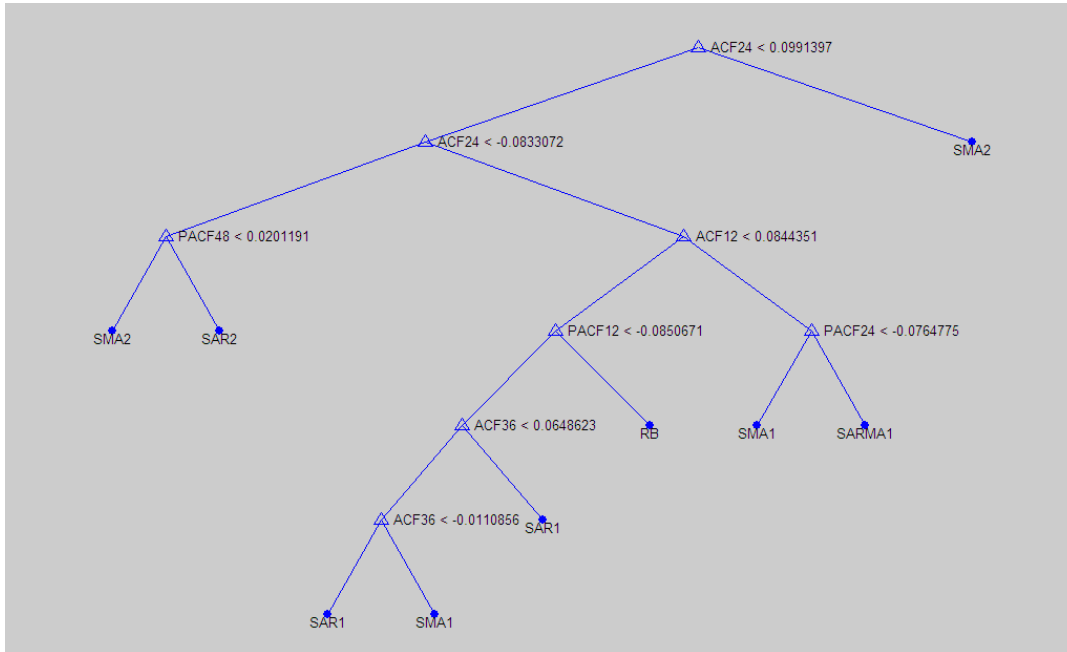 ACF24 < 0.0991397
ACF24 < -0.0833072
SMA2
PACF48 < 0.0201191
ACF12 < 0.0844351
SMA2
SAR2
PACF12 < -0.0850671
PACF24 < -0.0764775
ACF36 < 0.0648623
RB
SMA1
SARMA1
ACF36 < -0.0110856
SAR1
SAR1
SMA1